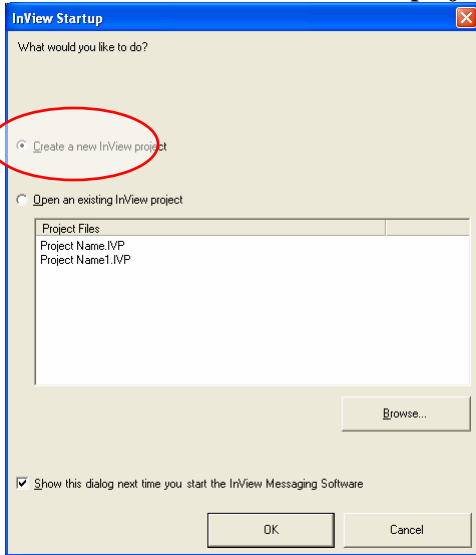 InView Startup
What would you like to do?
Create a new InView project
Open an existing InView project
Project Files
Project Name.IVP
Project Name1.IVP
Browse...
Show this dialog next time you start the InView Messaging Software
OK Cancel